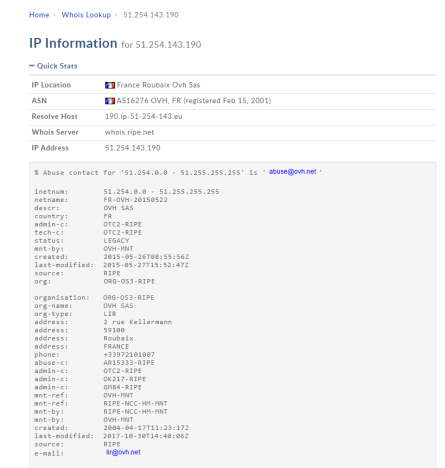 Home › Whois Lookup › 51.254.143.190
IP Information for 51.254.143.190
− Quick Stats
IP Location France Roubaix Ovh Sas
ASN AS16276 OVH, FR (registered Feb 15, 2001)
Resolve Host 190.ip-51-254-143.eu
Whois Server whois.ripe.net
IP Address 51.254.143.190
% Abuse contact for '51.254.0.0 - 51.255.255.255' is ' abuse@ovh.net '
inetnum: 51.254.0.0 - 51.255.255.255
netname: FR-OVH-20150522
descr: OVH SAS
country: FR
admin-c: OTC2-RIPE
tech-c: OTC2-RIPE
status: LEGACY
mnt-by: OVH-MNT
created: 2015-05-26T08:55:56Z
last-modified: 2015-05-27T15:52:47Z
source: RIPE
org: ORG-OS3-RIPE
organisation: ORG-OS3-RIPE
org-name: OVH SAS
org-type: LIR
address: 2 rue Kellermann
address: 59100
address: Roubaix
address: FRANCE
phone: +33972101007
abuse-c: AR15333-RIPE
admin-c: OTC2-RIPE
admin-c: OK217-RIPE
admin-c: GM84-RIPE
mnt-ref: OVH-MNT
mnt-ref: RIPE-NCC-HM-MNT
mnt-by: RIPE-NCC-HM-MNT
mnt-by: OVH-MNT
created: 2004-04-17T11:23:17Z
last-modified: 2017-10-30T14:40:06Z
source: RIPE
e-mail: lir@ovh.net